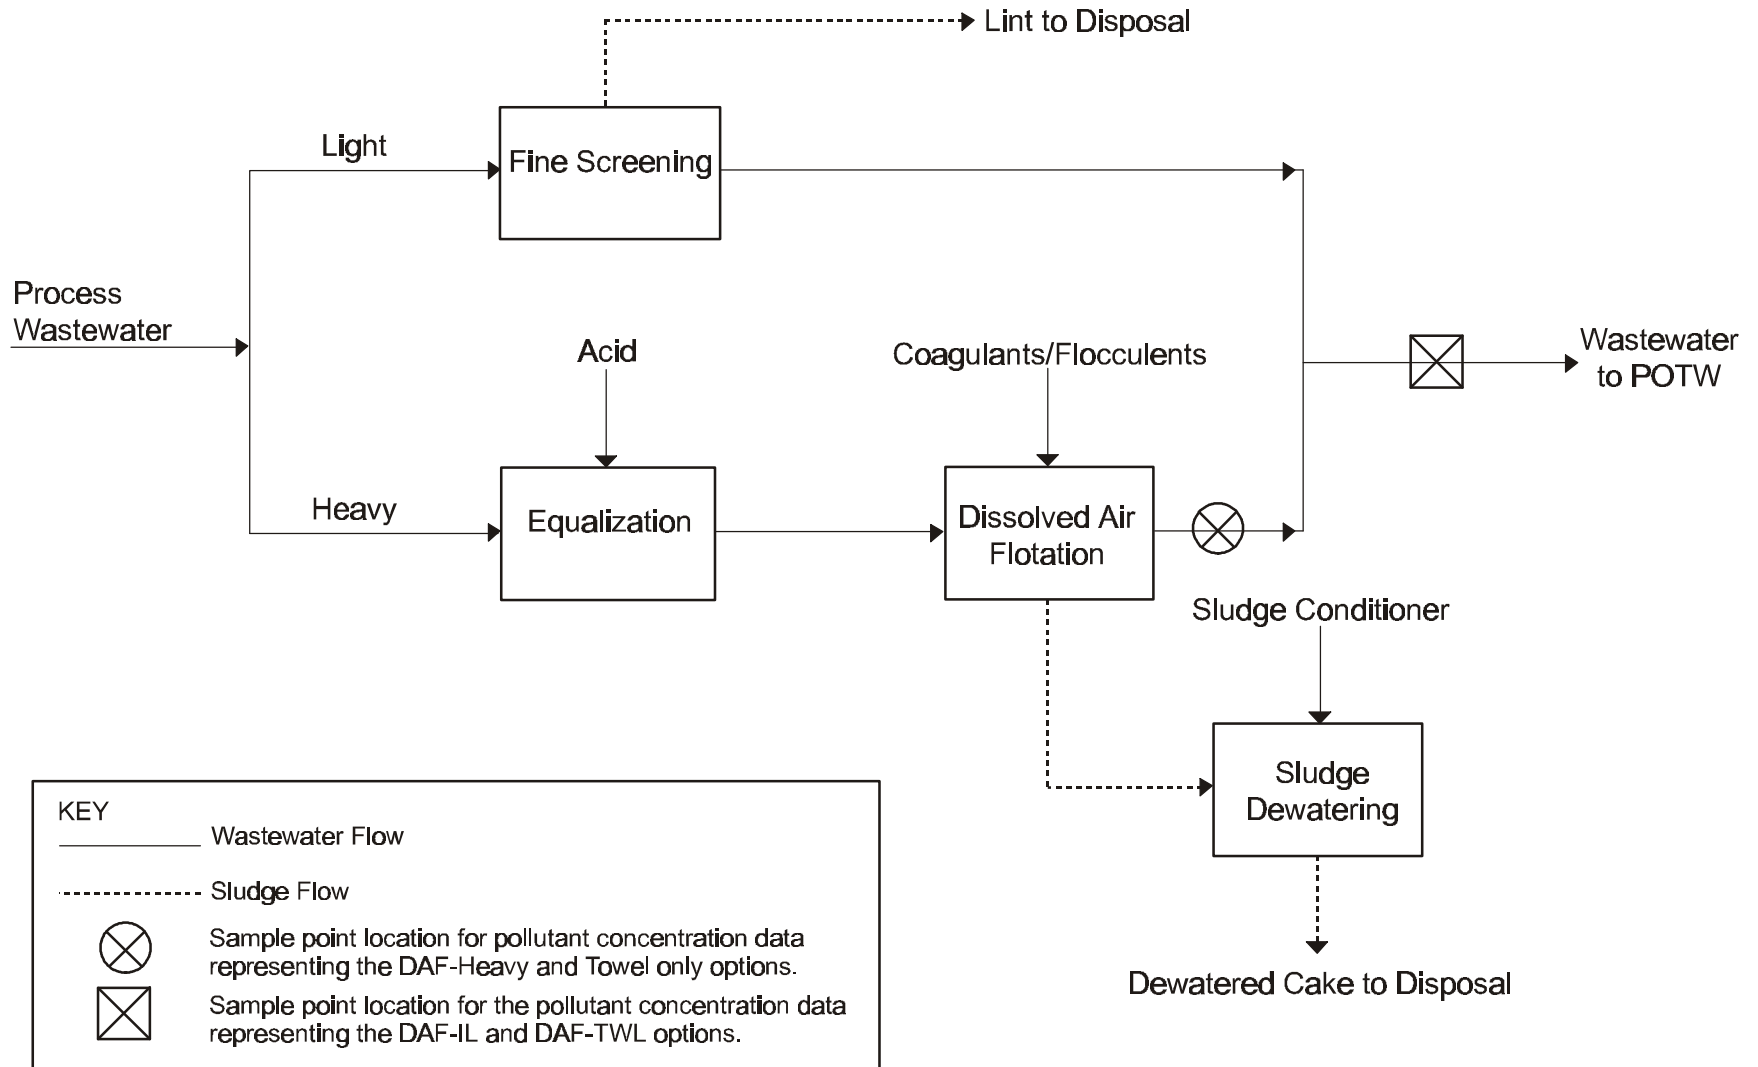 Lint to Disposal
Light
Fine Screening
Process
Wastewater
Acid
Coagulants/Flocculents
Wastewater
to POTW
Heavy
Equalization
Dissolved Air
Flotation
Sludge Conditioner
Sludge
Dewatering
Dewatered Cake to Disposal
KEY
Wastewater Flow
Sludge Flow
Sample point location for pollutant concentration data
representing the DAF-Heavy and Towel only options.
Sample point location for the pollutant concentration data
representing the DAF-IL and DAF-TWL options.